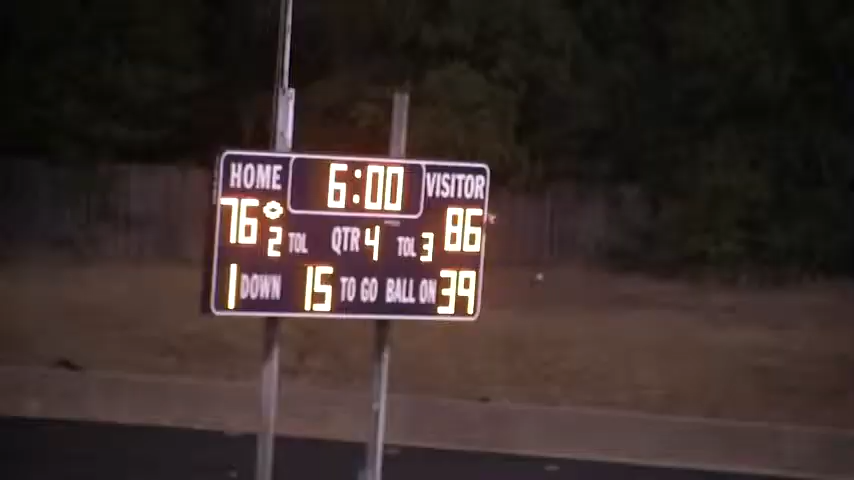 HOME 6:00 VISITOR
76 86
2 TOL QTR 4 TOL 3
1 DOWN 15 TO GO BALL ON 39